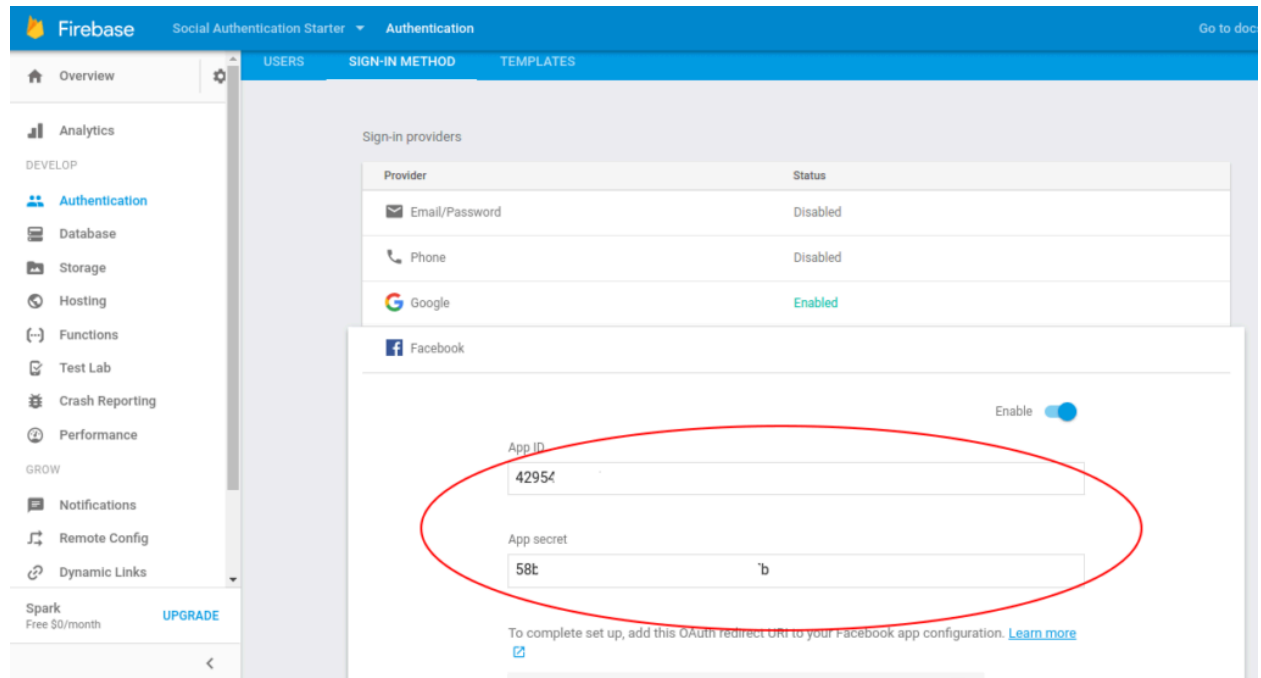 Firebase
Social Authentication Starter
Authentication
Go to docs
Overview
USERS
SIGN-IN METHOD
TEMPLATES
Analytics
DEVELOP
Authentication
Database
Storage
Hosting
Functions
Test Lab
Crash Reporting
Performance
GROW
Notifications
Remote Config
Dynamic Links
Spark
Free $0/month
UPGRADE
Sign-in providers
Provider
Status
Email/Password
Disabled
Phone
Disabled
Google
Enabled
Facebook
Enable
App ID
42954
App secret
58b
b
To complete set up, add this OAuth redirect URI to your Facebook app configuration. Learn more